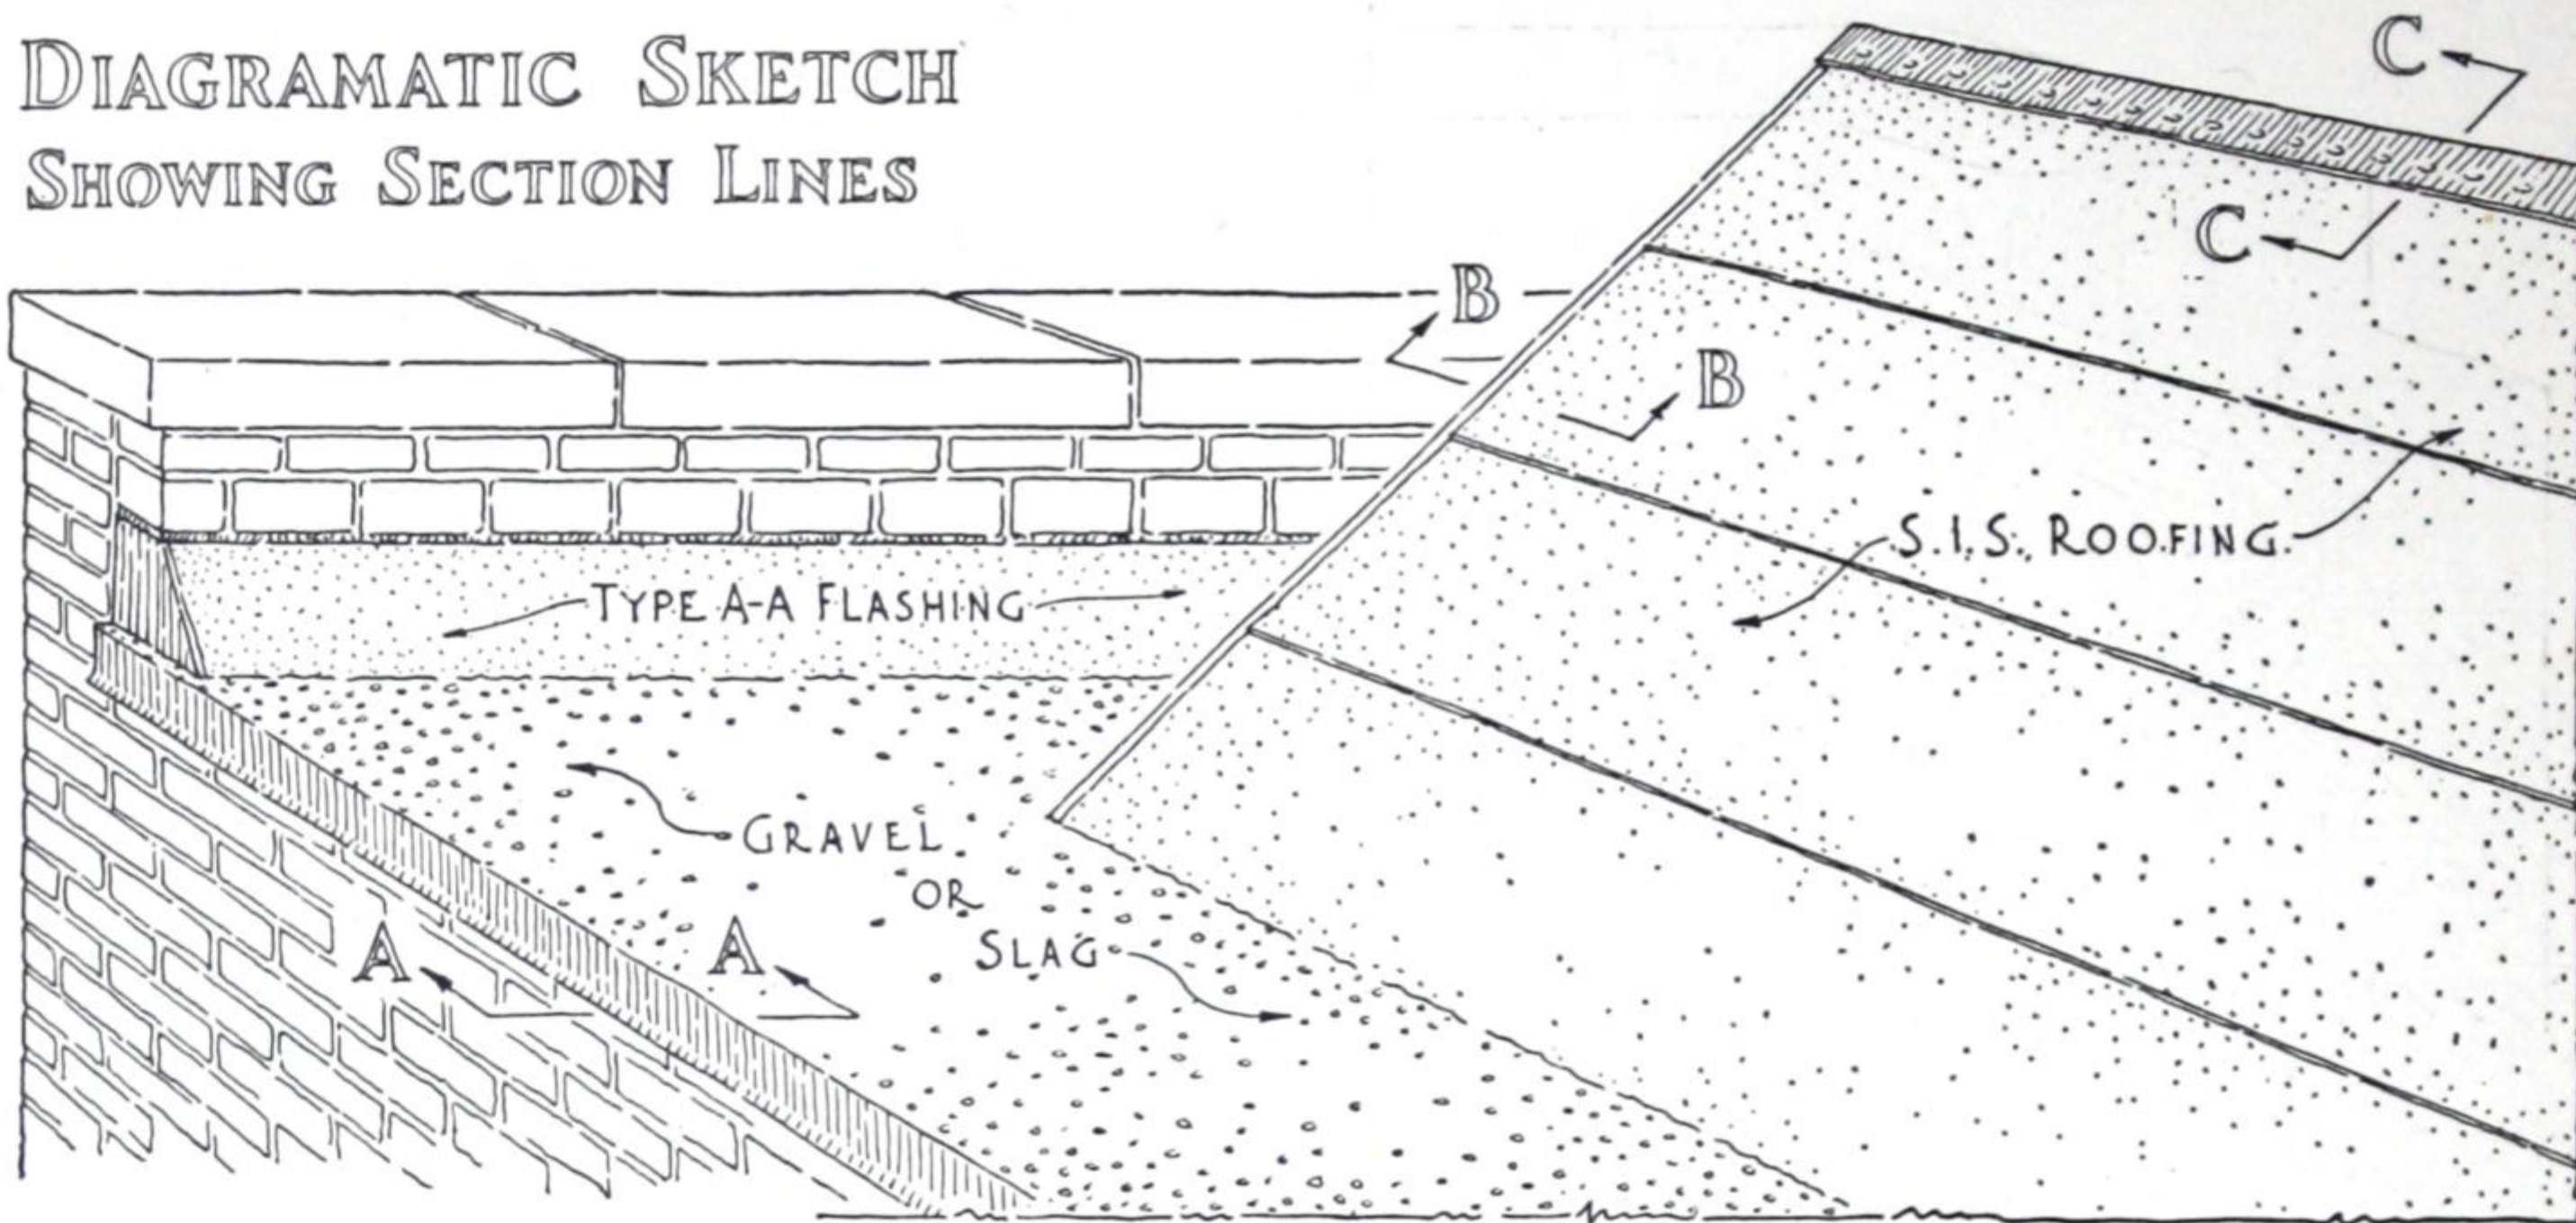 DIAGRAMATIC SKETCH
SHOWING SECTION LINES
C
C
B
B
S.I.S. ROOFING.
TYPE A-A FLASHING
GRAVEL
OR
SLAG
A
A